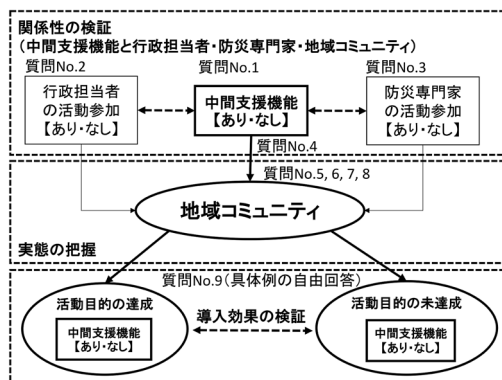 関係性の検証
（中間支援機能と行政担当者・防災専門家・地域コミュニティ）
質問No.2
質問No.1
質問No.3
行政担当者
の活動参加
【あり・なし】
中間支援機能
【あり・なし】
防災専門家
の活動参加
【あり・なし】
質問No.4
質問No.5, 6, 7, 8
地域コミュニティ
実態の把握
質問No.9（具体例の自由回答）
活動目的の達成
中間支援機能
【あり・なし】
導入効果の検証
活動目的の未達成
中間支援機能
【あり・なし】